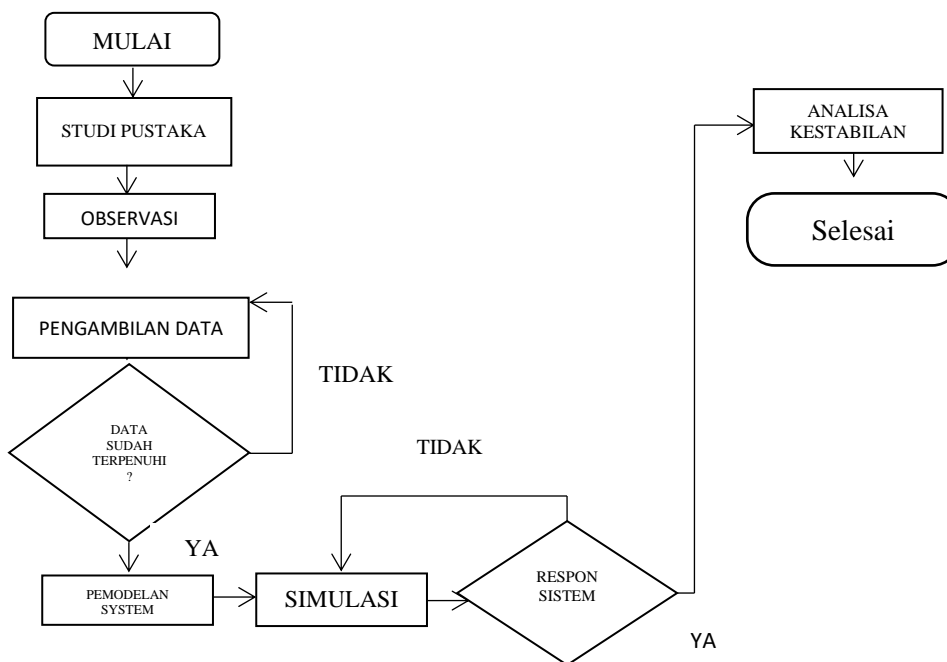 MULAI
STUDI PUSTAKA
OBSERVASI
PENGAMBILAN DATA
TIDAK
DATA
SUDAH
TERPENUHI
?
YA
PEMODELAN
SYSTEM
SIMULASI
TIDAK
RESPON
SISTEM
YA
ANALISA
KESTABILAN
Selesai